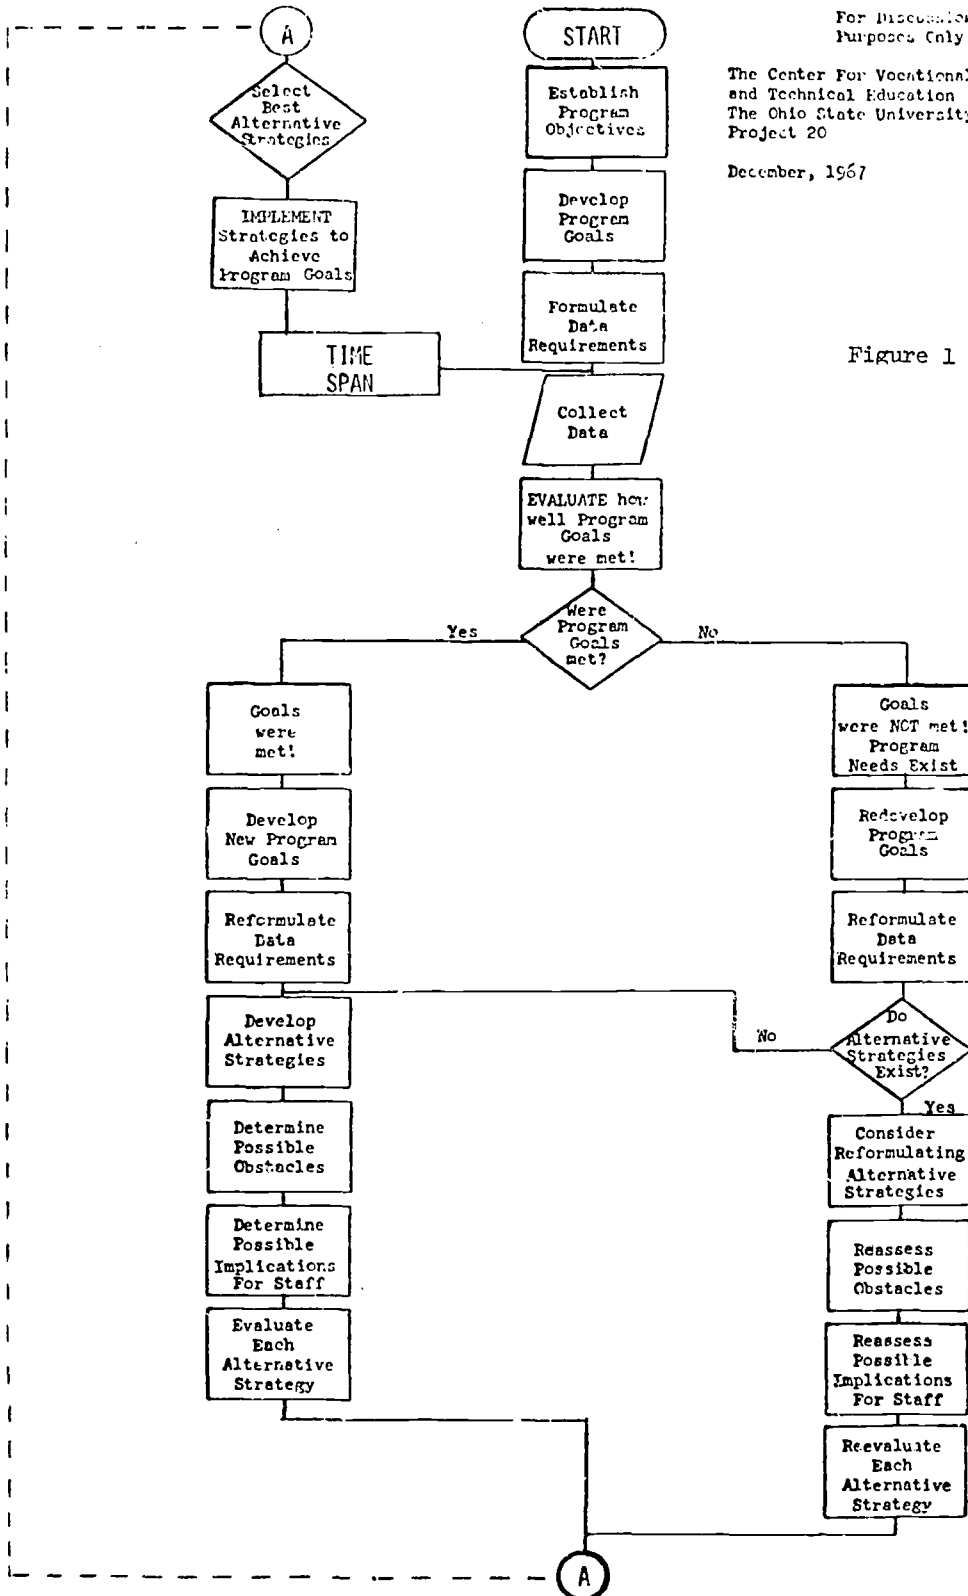 A
Select
Best
Alternative
Strategies
IMPLEMENT
Strategies to
Achieve
Program Goals
TIME
SPAN
START
Establish
Program
Objectives
Develop
Program
Goals
Formulate
Data
Requirements
Collect
Data
EVALUATE how
well Program
Goals
were met!
Were
Program
Goals
met?
For Discussion
Purposes Only
The Center For Vocational
and Technical Education
The Ohio State University
Project 20
December, 1967
Figure 1
Yes
No
Goals
were
met!
Develop
New Program
Goals
Reformulate
Data
Requirements
Develop
Alternative
Strategies
Determine
Possible
Obstacles
Determine
Possible
Implications
For Staff
Evaluate
Each
Alternative
Strategy
Goals
were NOT met!
Program
Needs Exist
Redevelop
Program
Goals
Reformulate
Data
Requirements
Do
Alternative
Strategies
Exist?
No
Yes
Consider
Reformulating
Alternative
Strategies
Reassess
Possible
Obstacles
Reassess
Possible
Implications
For Staff
Reevaluate
Each
Alternative
Strategy
A